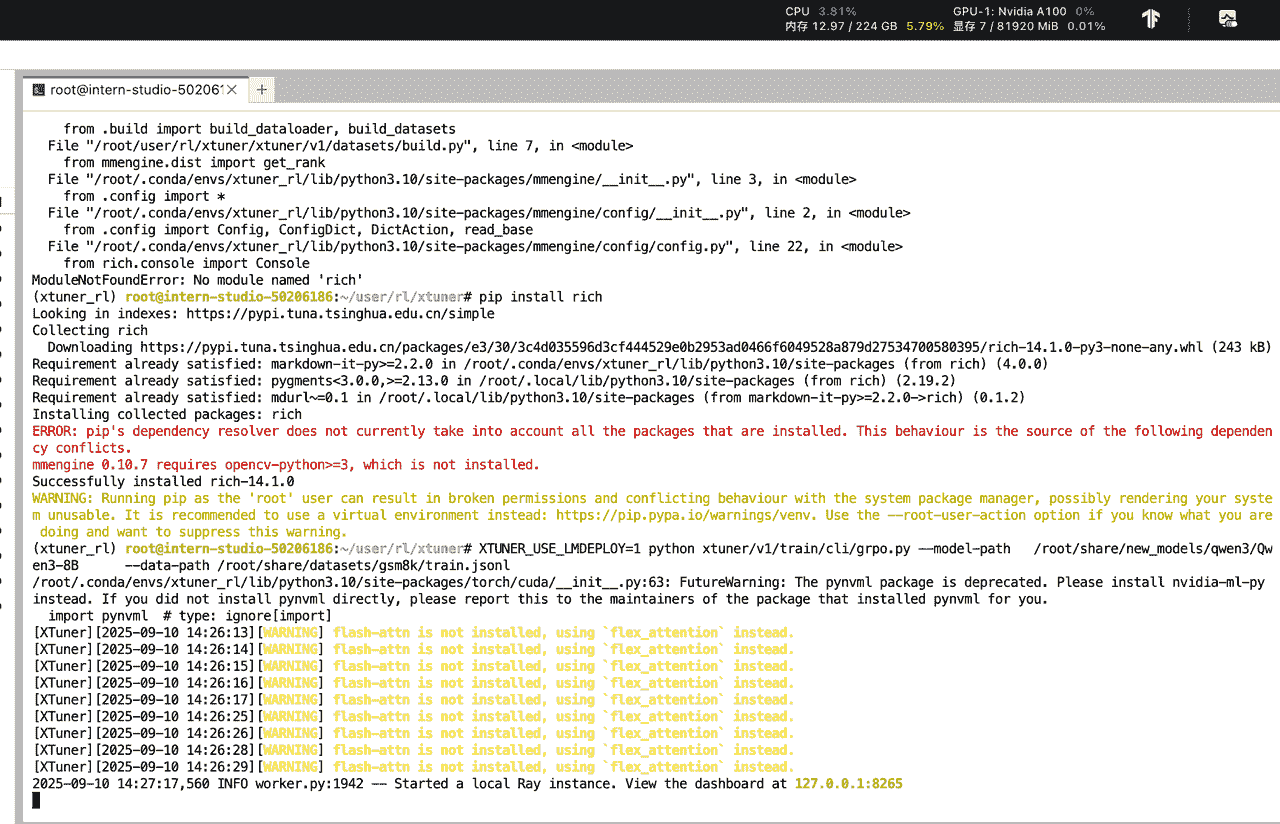 CPU 3.81% GPU-1: Nvidia A100 0%
内存 12.97 / 224 GB 5.79% 显存 7 / 81920 MiB 0.01%
root@intern-studio-50206
from .build import build_dataloader, build_datasets
File "/root/user/rl/xtuner/xtuner/v1/datasets/build.py", line 7, in <module>
from mmengine.dist import get_rank
File "/root/.conda/envs/xtuner_rl/lib/python3.10/site-packages/mmengine/__init__.py", line 3, in <module>
from .config import *
File "/root/.conda/envs/xtuner_rl/lib/python3.10/site-packages/mmengine/config/__init__.py", line 2, in <module>
from .config import Config, ConfigDict, DictAction, read_base
File "/root/.conda/envs/xtuner_rl/lib/python3.10/site-packages/mmengine/config/config.py", line 22, in <module>
from rich.console import Console
ModuleNotFoundError: No module named 'rich'
(xtuner_rl) root@intern-studio-50206186:~/user/rl/xtuner# pip install rich
Looking in indexes: https://pypi.tuna.tsinghua.edu.cn/simple
Collecting rich
Downloading https://pypi.tuna.tsinghua.edu.cn/packages/e3/30/3c4d035596d3cf444529e0b2953ad0466f6049528a879d27534700580395/rich-14.1.0-py3-none-any.whl (243 kB)
Requirement already satisfied: markdown-it-py>=2.2.0 in /root/.conda/envs/xtuner_rl/lib/python3.10/site-packages (from rich) (4.0.0)
Requirement already satisfied: pygments<3.0.0,>=2.13.0 in /root/.local/lib/python3.10/site-packages (from rich) (2.19.2)
Requirement already satisfied: mdurl~=0.1 in /root/.local/lib/python3.10/site-packages (from markdown-it-py>=2.2.0->rich) (0.1.2)
Installing collected packages: rich
ERROR: pip's dependency resolver does not currently take into account all the packages that are installed. This behaviour is the source of the following dependen
cy conflicts.
mmengine 0.10.7 requires opencv-python>=3, which is not installed.
Successfully installed rich-14.1.0
WARNING: Running pip as the 'root' user can result in broken permissions and conflicting behaviour with the system package manager, possibly rendering your syste
m unusable. It is recommended to use a virtual environment instead: https://pip.pypa.io/warnings/venv. Use the --root-user-action option if you know what you are
doing and want to suppress this warning.
(xtuner_rl) root@intern-studio-50206186:~/user/rl/xtuner# XTUNER_USE_LMDEPLOY=1 python xtuner/v1/train/cli/grpo.py --model-path /root/share/new_models/qwen3/Qw
en3-8B --data-path /root/share/datasets/gsm8k/train.jsonl
/root/.conda/envs/xtuner_rl/lib/python3.10/site-packages/torch/cuda/__init__.py:63: FutureWarning: The pynvml package is deprecated. Please install nvidia-ml-py
instead. If you did not install pynvml directly, please report this to the maintainers of the package that installed pynvml for you.
import pynvml # type: ignore[import]
[XTuner][2025-09-10 14:26:13][WARNING] flash-attn is not installed, using `flex_attention` instead.
[XTuner][2025-09-10 14:26:14][WARNING] flash-attn is not installed, using `flex_attention` instead.
[XTuner][2025-09-10 14:26:15][WARNING] flash-attn is not installed, using `flex_attention` instead.
[XTuner][2025-09-10 14:26:16][WARNING] flash-attn is not installed, using `flex_attention` instead.
[XTuner][2025-09-10 14:26:17][WARNING] flash-attn is not installed, using `flex_attention` instead.
[XTuner][2025-09-10 14:26:25][WARNING] flash-attn is not installed, using `flex_attention` instead.
[XTuner][2025-09-10 14:26:26][WARNING] flash-attn is not installed, using `flex_attention` instead.
[XTuner][2025-09-10 14:26:28][WARNING] flash-attn is not installed, using `flex_attention` instead.
[XTuner][2025-09-10 14:26:29][WARNING] flash-attn is not installed, using `flex_attention` instead.
2025-09-10 14:27:17,560 INFO worker.py:1942 -- Started a local Ray instance. View the dashboard at 127.0.0.1:8265